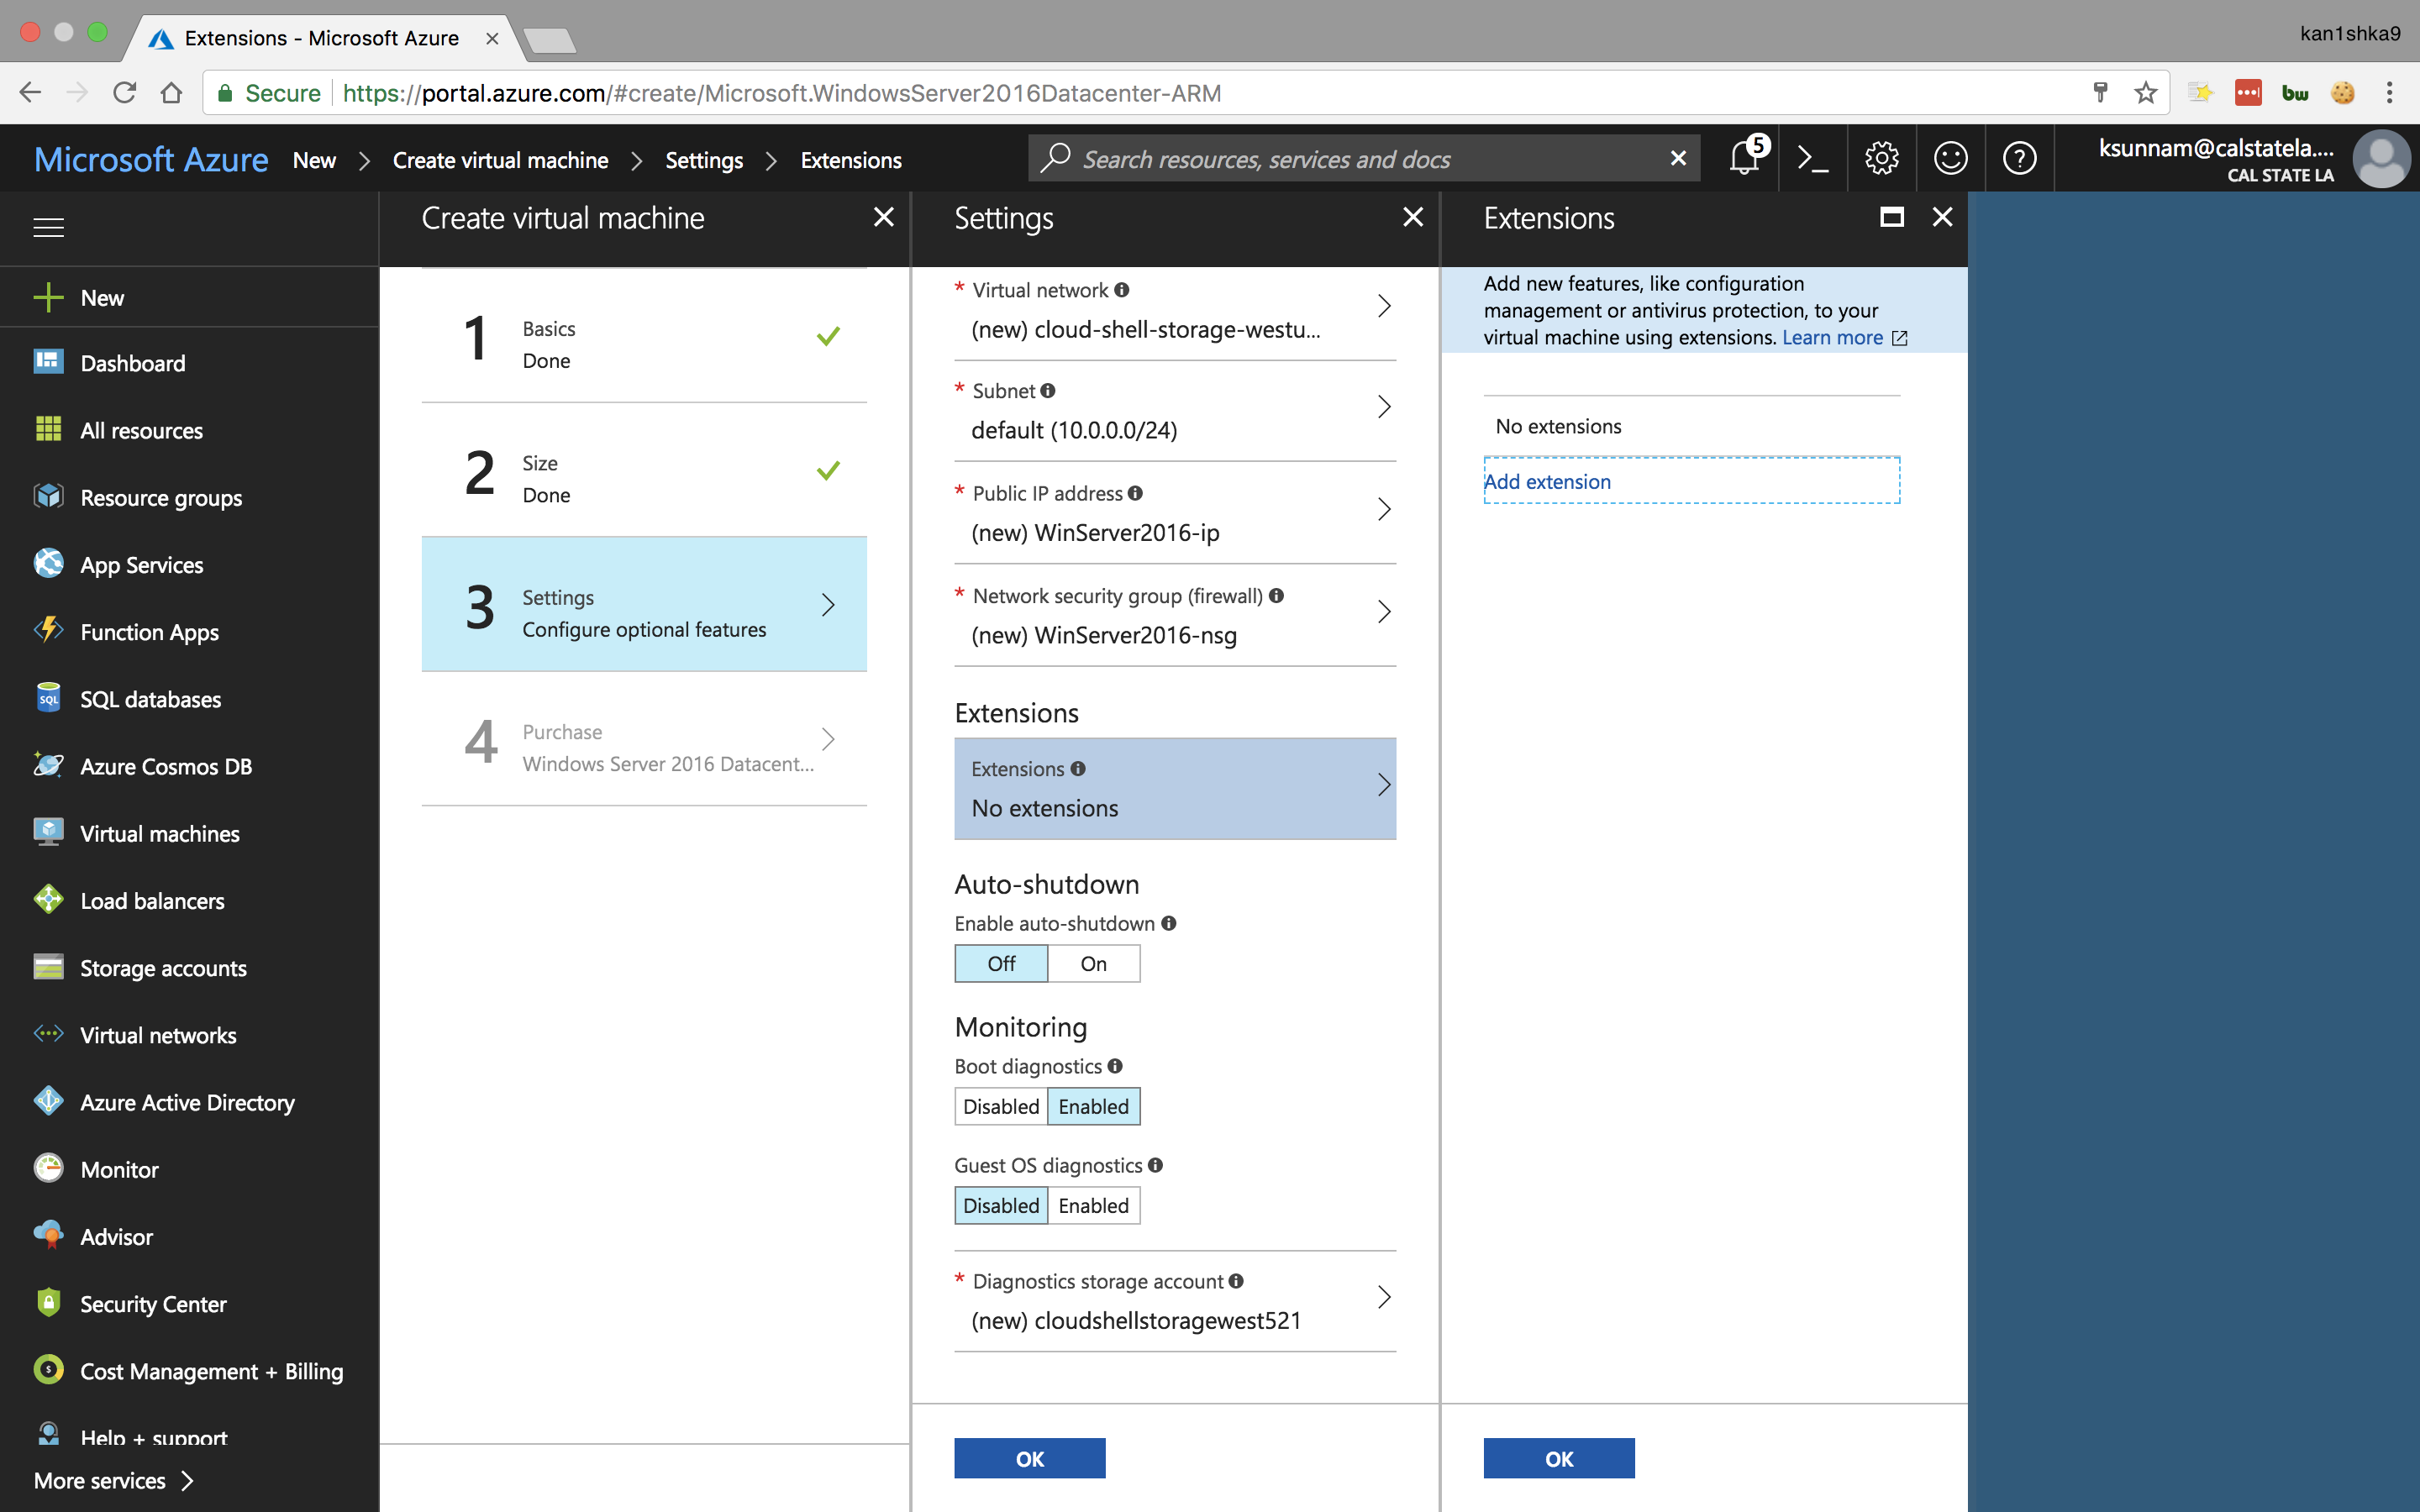 Extensions - Microsoft Azure
kan1shka9
Secure
https://portal.azure.com/#create/Microsoft.WindowsServer2016Datacenter-ARM
bw
Microsoft Azure
New
Create virtual machine
Settings
Extensions
Search resources, services and docs
5
ksunnam@calstatela....
CAL STATE LA
New
Dashboard
All resources
Resource groups
App Services
Function Apps
SQL
SQL databases
Azure Cosmos DB
Virtual machines
Load balancers
Storage accounts
Virtual networks
Azure Active Directory
Monitor
Advisor
Security Center
Cost Management + Billing
Help + support
More services
Create virtual machine
1
Basics
Done
2
Size
Done
3
Settings
Configure optional features
4
Purchase
Windows Server 2016 Datacent...
Settings
* Virtual network
(new) cloud-shell-storage-westu...
* Subnet
default (10.0.0.0/24)
* Public IP address
(new) WinServer2016-ip
* Network security group (firewall)
(new) WinServer2016-nsg
Extensions
Extensions
No extensions
Auto-shutdown
Enable auto-shutdown
Off On
Monitoring
Boot diagnostics
Disabled Enabled
Guest OS diagnostics
Disabled Enabled
* Diagnostics storage account
(new) cloudshellstoragewest521
OK
Extensions
Add new features, like configuration
management or antivirus protection, to your
virtual machine using extensions. Learn more
No extensions
Add extension
OK